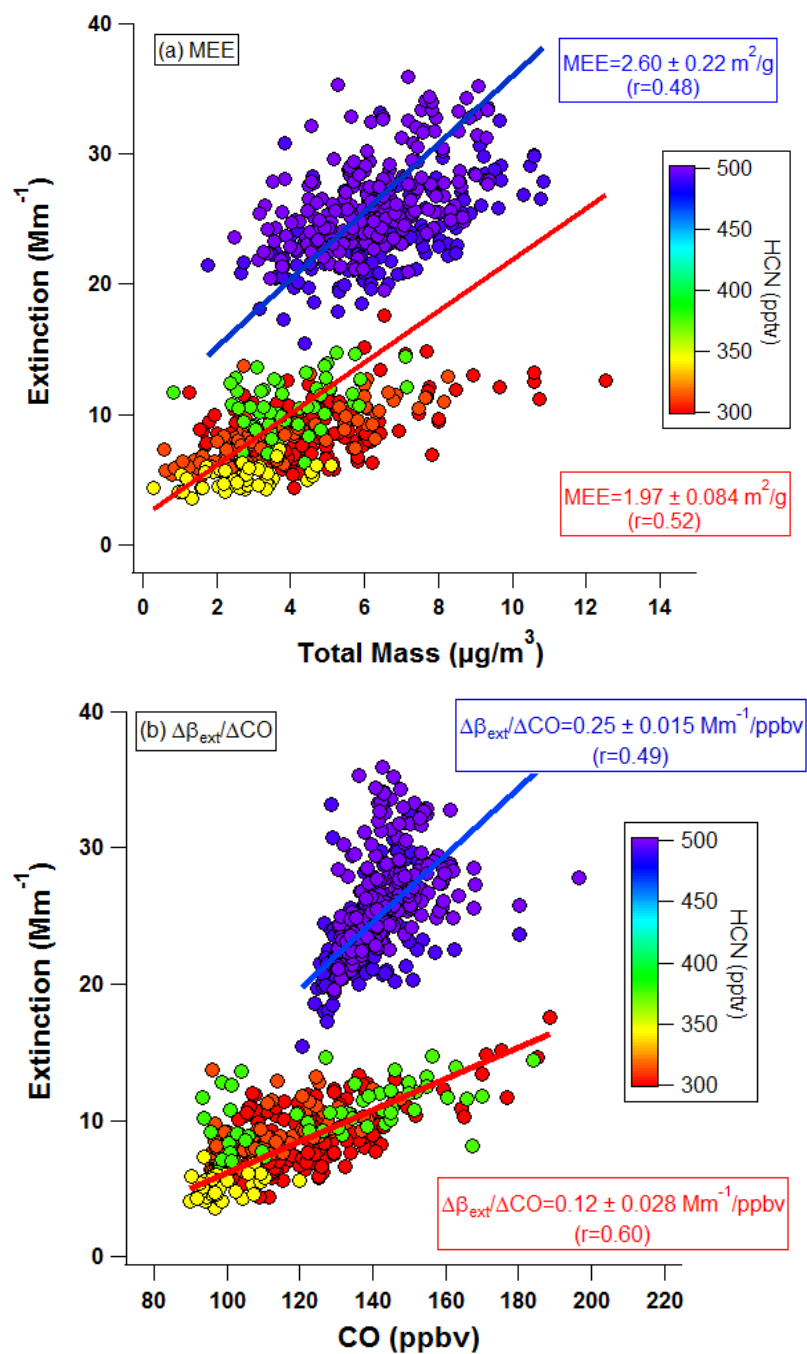 (a) MEE
MEE=2.60 ± 0.22 m²/g
(r=0.48)
40
30
20
10
0
Extinction (Mm⁻¹)
500
450
400
350
300
HCN (pptv)
MEE=1.97 ± 0.084 m²/g
(r=0.52)
0 2 4 6 8 10 12 14
Total Mass (µg/m³)
(b) Δβext/ΔCO
Δβext/ΔCO=0.25 ± 0.015 Mm⁻¹/ppbv
(r=0.49)
40
30
20
10
0
Extinction (Mm⁻¹)
500
450
400
350
300
HCN (pptv)
Δβext/ΔCO=0.12 ± 0.028 Mm⁻¹/ppbv
(r=0.60)
80 100 120 140 160 180 200 220
CO (ppbv)